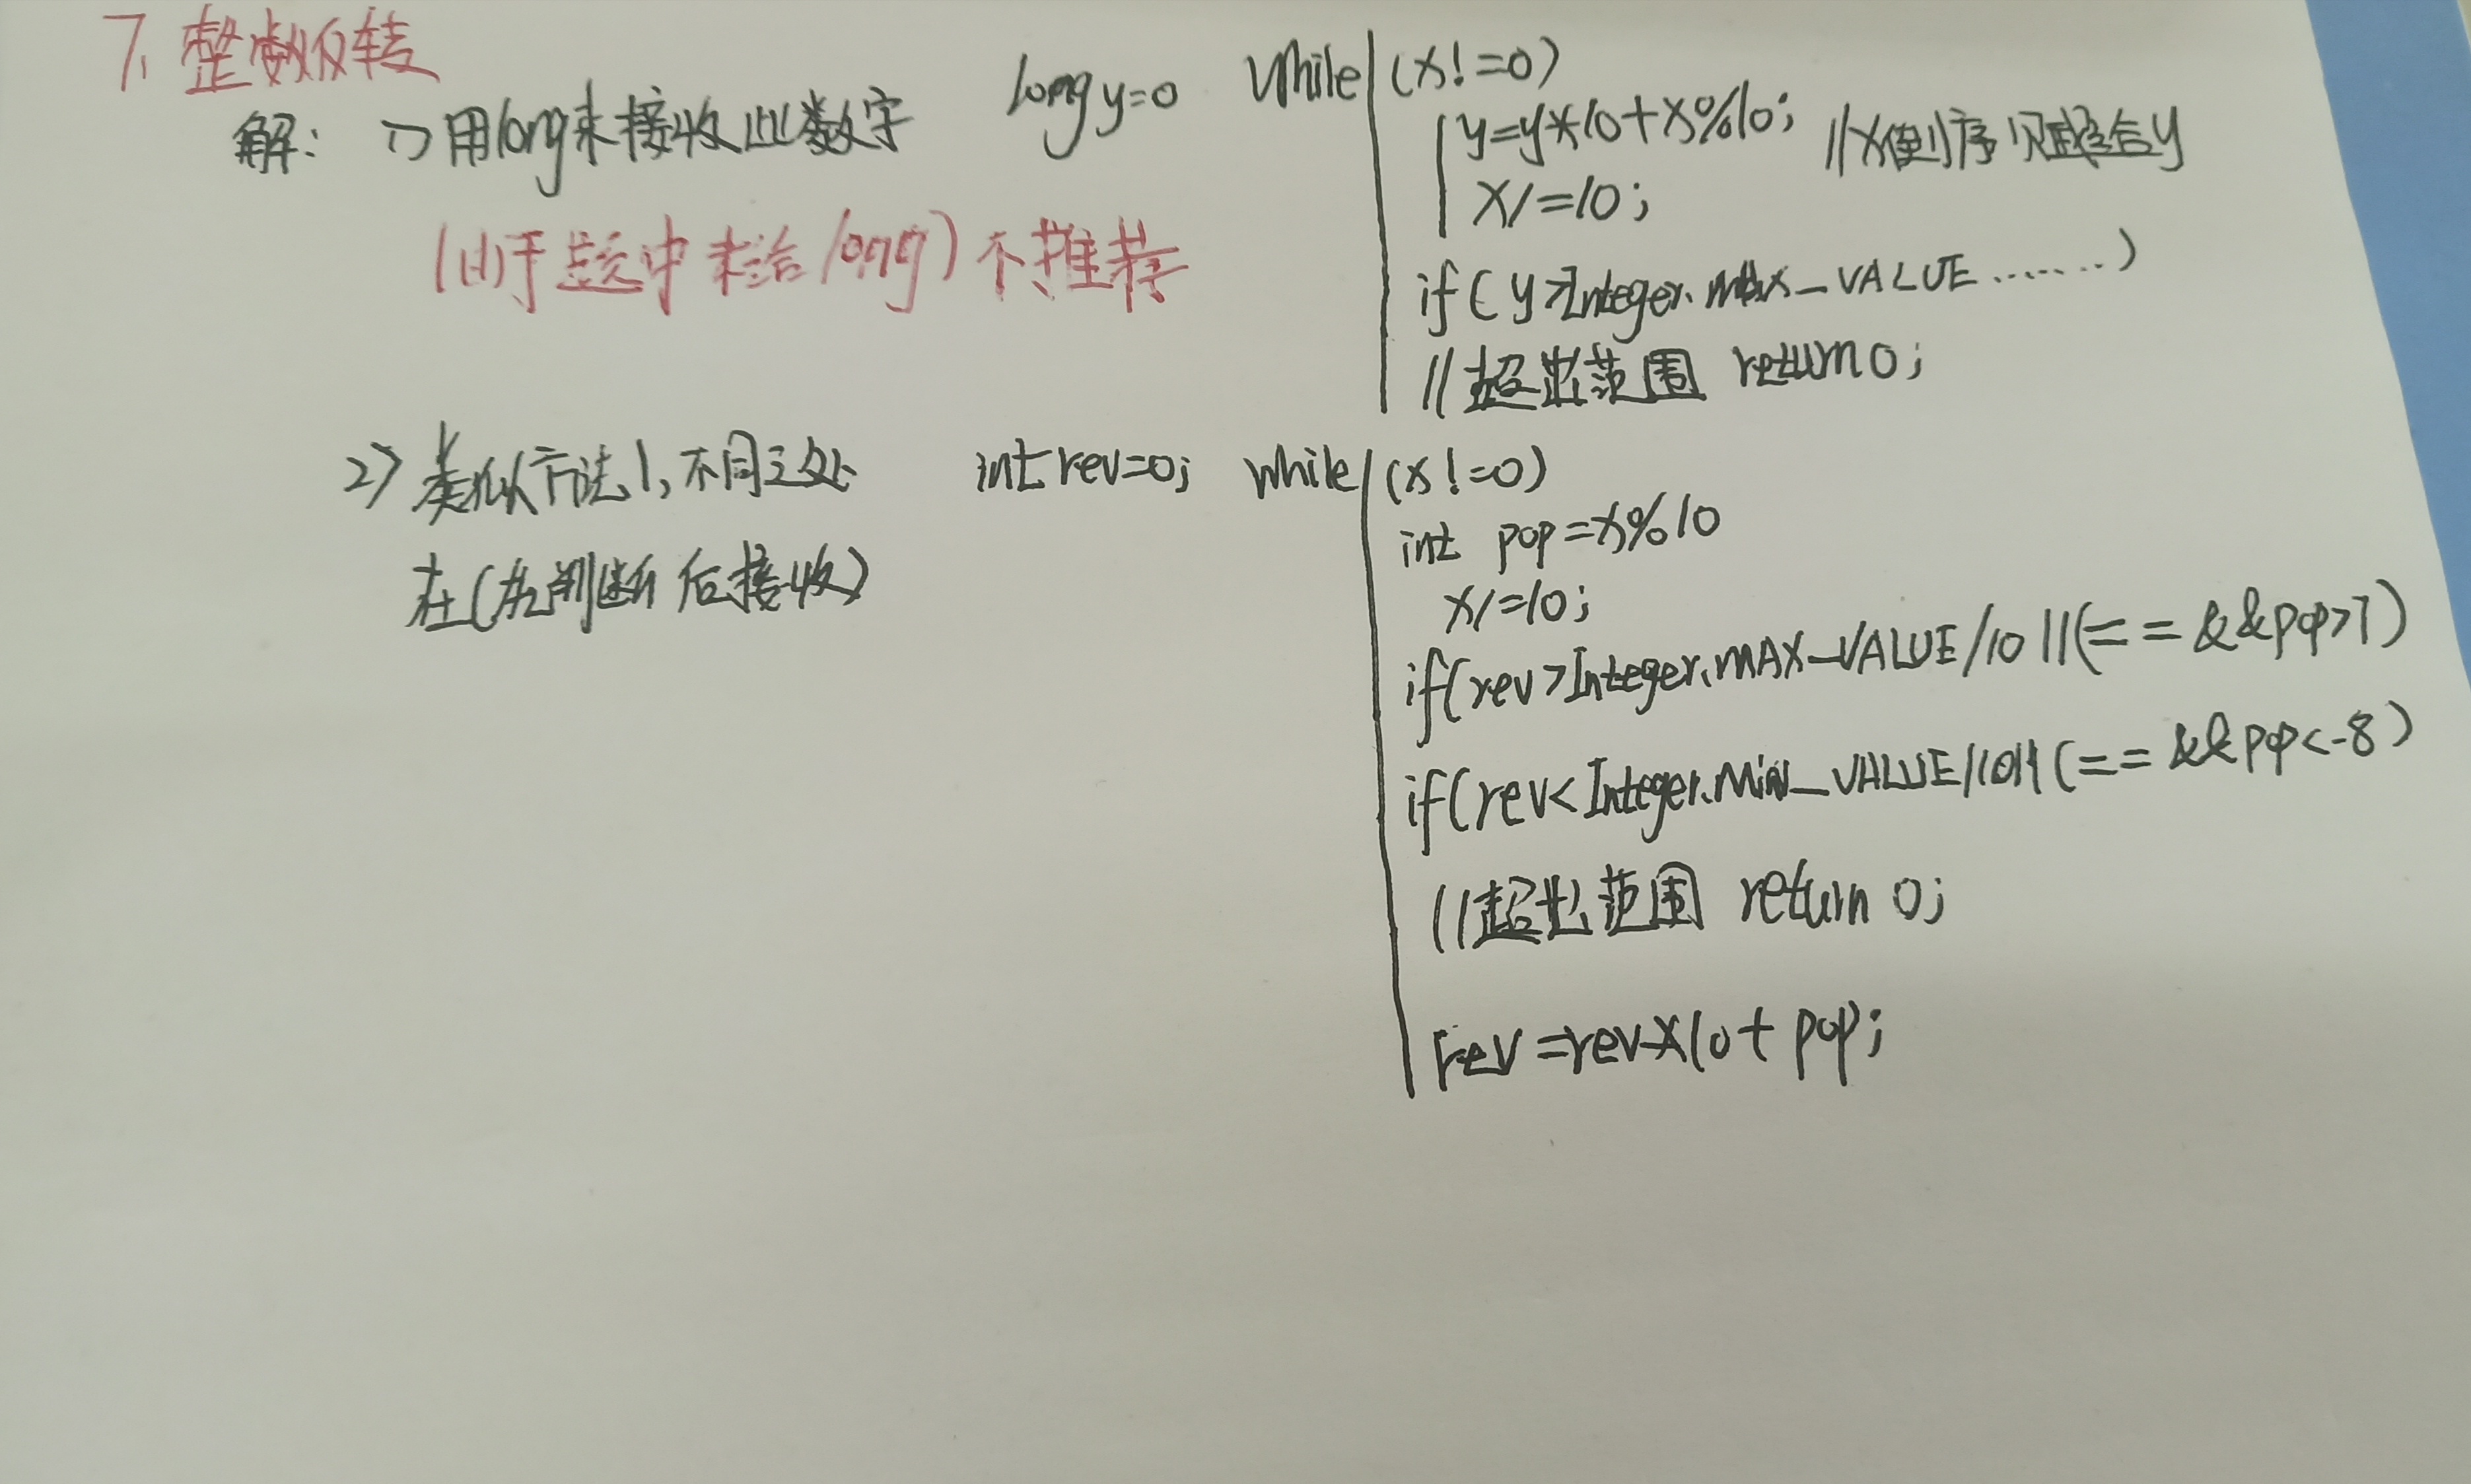 7、整数反转
解: 1) 用long来接收此数字 long y=0 while (x!=0)
y=y*10+x%10; //x倒序赋给y
x/=10;
(由于题中未给long)不推荐
if(y>Integer.MAX_VALUE.......)
//超出范围 return 0;
2) 类似方法1,不同之处 int rev=0; while (x!=0)
在(先判断后接收)
int pop=x%10
x/=10;
if(rev>Integer.MAX_VALUE/10||(== &&pop>7)
if(rev<Integer.MIN_VALUE/10||(== &&pop<-8)
//超出范围 return 0;
rev=rev*10+pop;